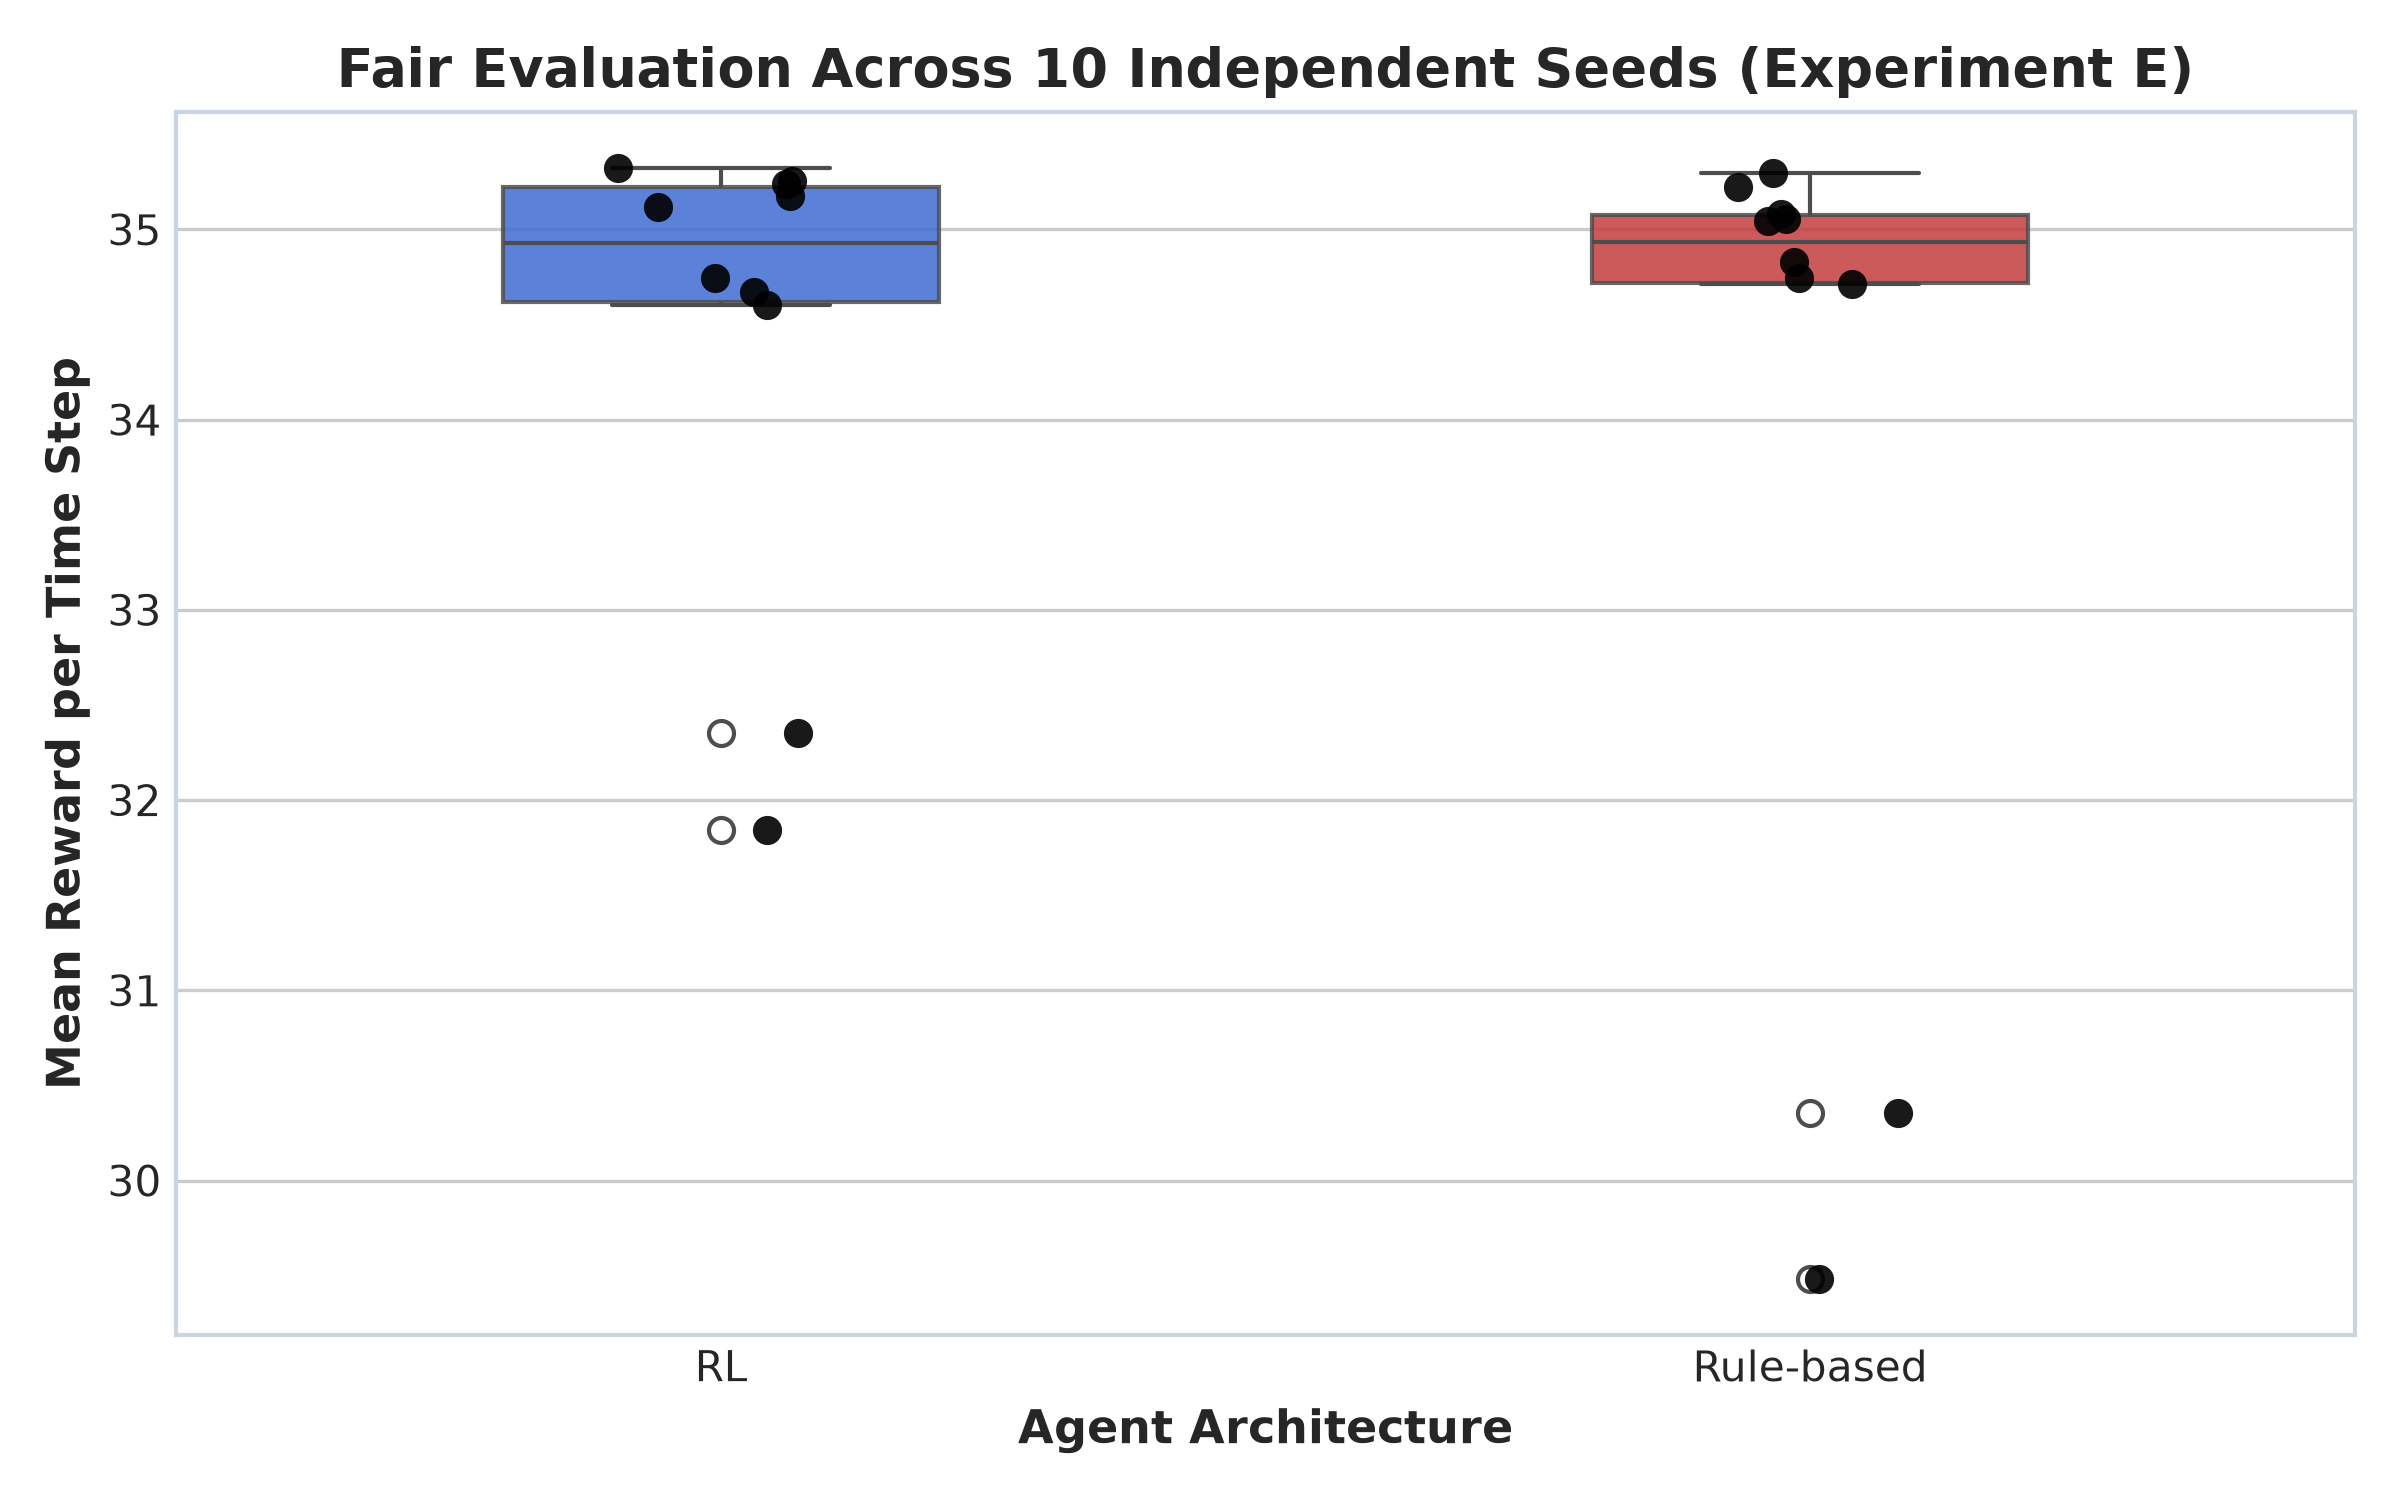 Fair Evaluation Across 10 Independent Seeds (Experiment E)
Mean Reward per Time Step
35
34
33
32
31
30
RL
Rule-based
Agent Architecture